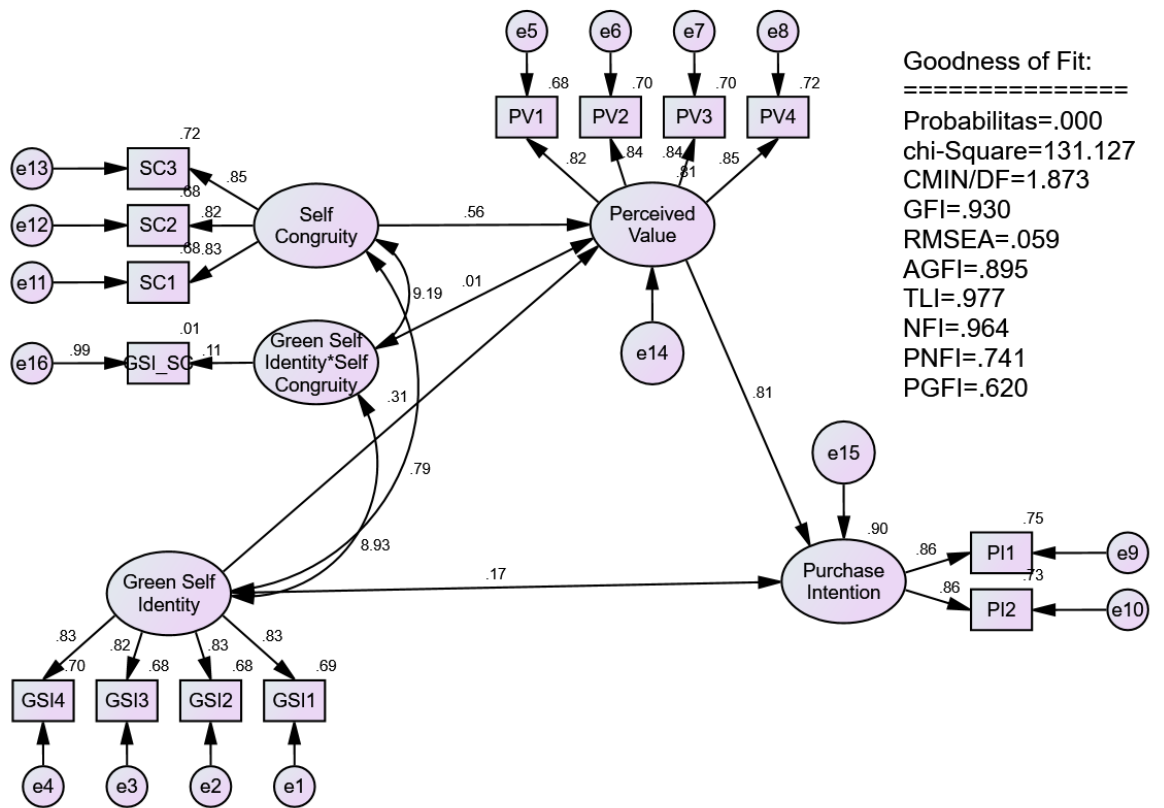 e5
e6
e7
e8
.68
.70
.70
.72
PV1
PV2
PV3
PV4
.82
.84
.84
.85
.81
Perceived
Value
e14
Goodness of Fit:
===============
Probabilitas=.000
chi-Square=131.127
CMIN/DF=1.873
GFI=.930
RMSEA=.059
AGFI=.895
TLI=.977
NFI=.964
PNFI=.741
PGFI=.620
.72
e13
SC3
.85
.68
e12
SC2
.82
.68
.83
e11
SC1
Self
Congruity
.56
9.19
.01
.01
e16
.99
GSI_SC
.11
Green Self
Identity*Self
Congruity
.31
.79
8.93
.81
e15
.90
Purchase
Intention
.86
.75
PI1
e9
.86
.73
PI2
e10
.17
Green Self
Identity
.83
.82
.83
.83
.70
.68
.68
.69
GSI4
GSI3
GSI2
GSI1
e4
e3
e2
e1